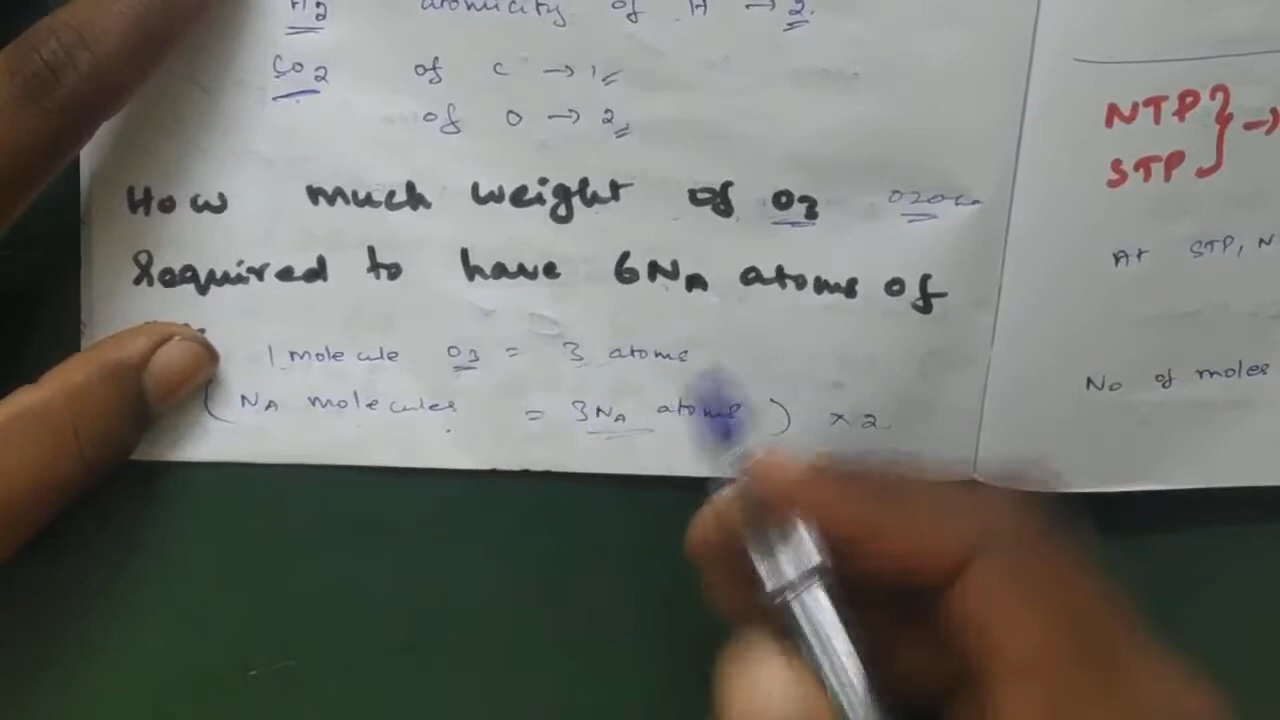 H2 atomicity of H → 2.
CO2 of C → 1
of O → 2
How much weight of O3 ozone
Required to have 6NA atoms of
1 molecule O3 = 3 atoms
( NA molecules = 3NA atoms ) × 2.
NTP } →
STP
At STP, N
No of moles